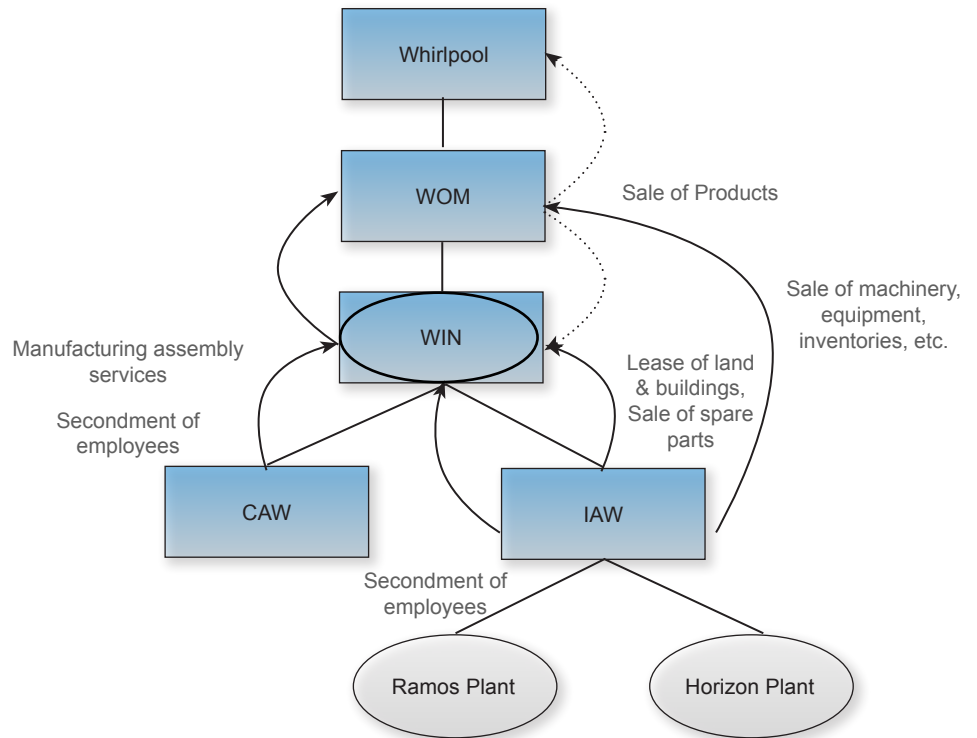 Whirlpool
WOM
Sale of Products
Sale of machinery,
equipment,
inventories, etc.
WIN
Manufacturing assembly
services
Lease of land
& buildings,
Sale of spare
parts
Secondment of
employees
CAW
IAW
Secondment of
employees
Ramos Plant
Horizon Plant